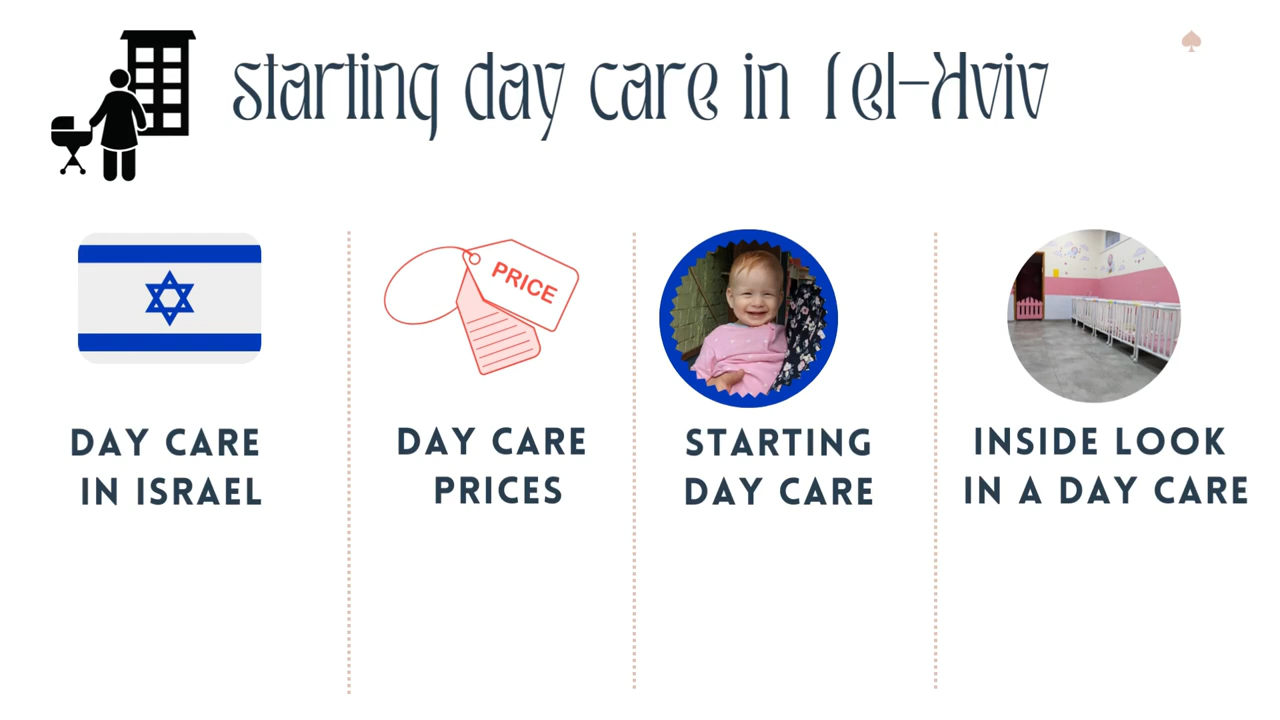 starting day care in Tel-Aviv
PRICE
DAY CARE
IN ISRAEL
DAY CARE
PRICES
STARTING
DAY CARE
INSIDE LOOK
IN A DAY CARE